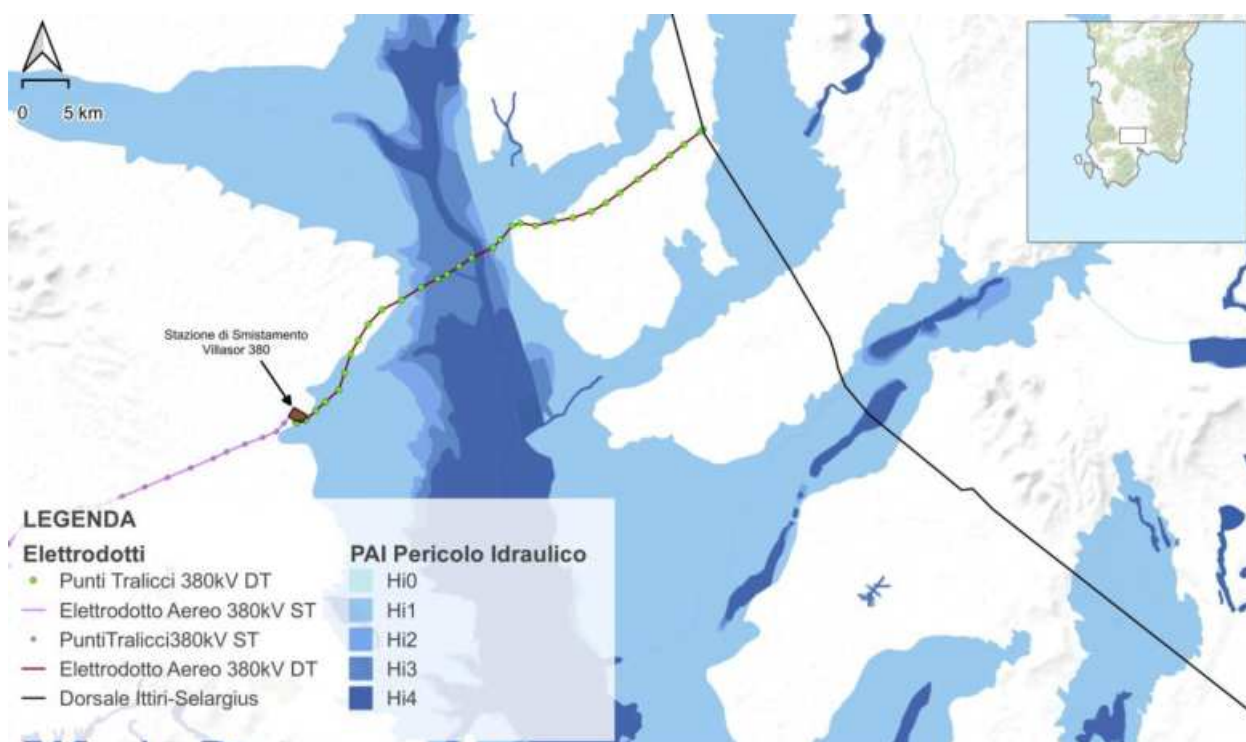 0 5 km
Stazione di Smistamento
Villasor 380
LEGENDA
Elettrodotti
Punti Tralicci 380kV DT
Elettrodotto Aereo 380kV ST
PuntiTralicci380kV ST
Elettrodotto Aereo 380kV DT
Dorsale Ittiri-Selargius
PAI Pericolo Idraulico
Hi0
Hi1
Hi2
Hi3
Hi4